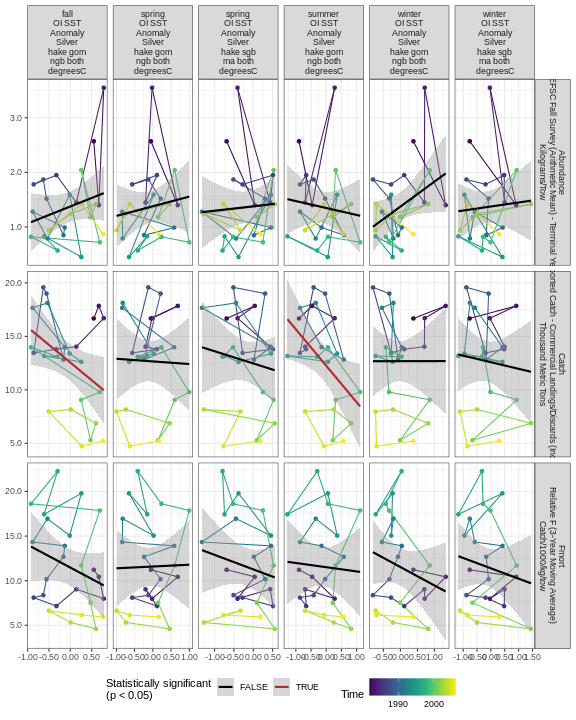 fall
OI SST
Anomaly
Silver
hake gom
ngb both
degreesC
spring
OI SST
Anomaly
Silver
hake gom
ngb both
degreesC
spring
OI SST
Anomaly
Silver
hake sgb
ma both
degreesC
summer
OI SST
Anomaly
Silver
hake gom
ngb both
degreesC
winter
OI SST
Anomaly
Silver
hake gom
ngb both
degreesC
winter
OI SST
Anomaly
Silver
hake sgb
ma both
degreesC
3.0
2.0
1.0
Abundance
EFSC Fall Survey (Arithmetic Mean) - Terminal Ye
Kilograms/Tow
20.0
15.0
10.0
5.0
Catch
orted Catch - Commercial Landings/Discards (Inc
Thousand Metric Tons
20.0
15.0
10.0
5.0
Fmort
Relative F (3-Year Moving Average)
Catch/1000/kg/tow
-1.00 -0.50 0.00 0.50
-1.00 -0.50 0.00 0.50 1.00
-1.00 -0.50 0.00 0.50
-1.00 -0.50 0.00 0.50 1.00
0.00 0.50 1.00
-1.00 -0.50 0.00 0.50 1.00 1.50
Statistically significant
(p < 0.05)
FALSE
TRUE
Time
1990
2000